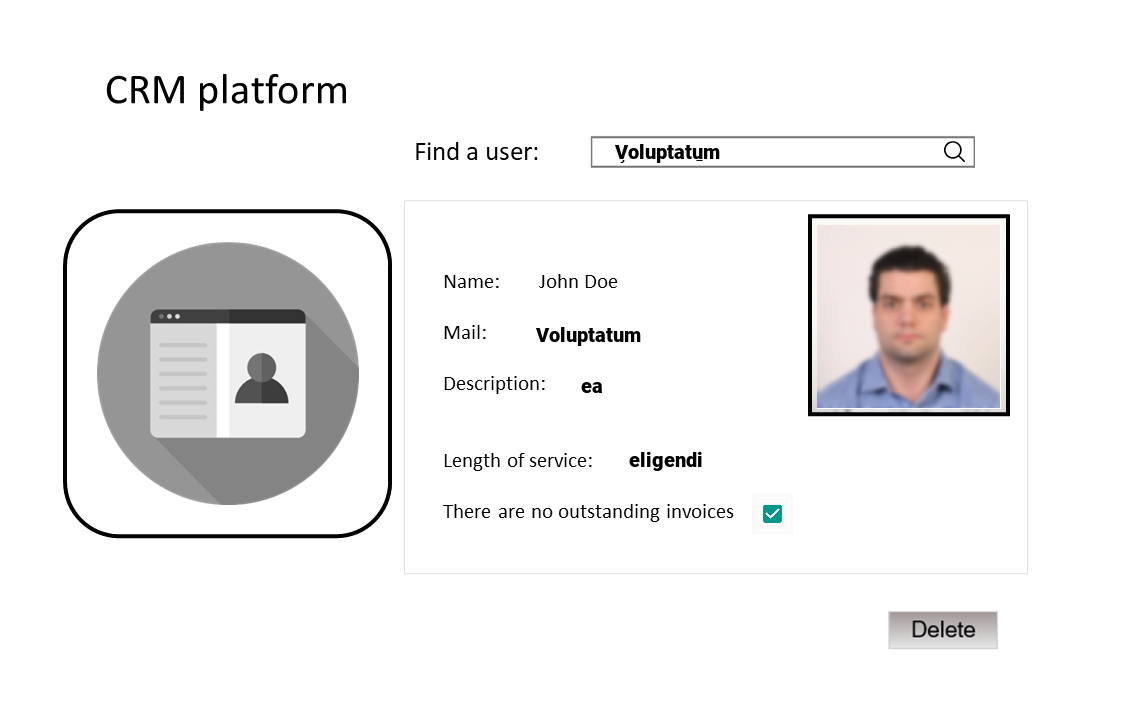 CRM platform
Find a user: Voluptatum
Name: John Doe
Mail: Voluptatum
Description: ea
Length of service: eligendi
There are no outstanding invoices
Delete